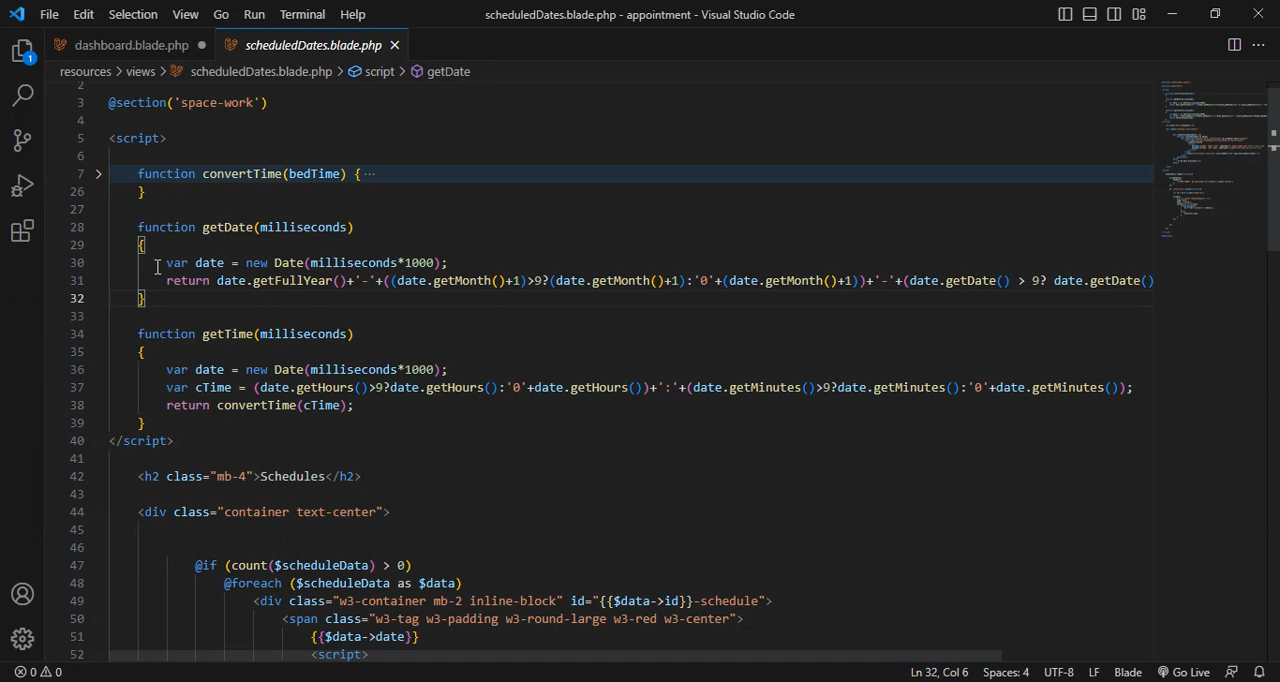 File Edit Selection View Go Run Terminal Help
scheduledDates.blade.php - appointment - Visual Studio Code
dashboard.blade.php
scheduledDates.blade.php
resources > views > scheduledDates.blade.php > script > getDate
1
2
3 @section('space-work')
4
5 <script>
6
7 function convertTime(bedTime) { ···
26 }
27
28 function getDate(milliseconds)
29 {
30 var date = new Date(milliseconds*1000);
31 return date.getFullYear()+'-'+((date.getMonth()+1)>9?(date.getMonth()+1):'0'+(date.getMonth()+1))+'-'+(date.getDate() > 9? date.getDate()
32 }
33
34 function getTime(milliseconds)
35 {
36 var date = new Date(milliseconds*1000);
37 var cTime = (date.getHours()>9?date.getHours():'0'+date.getHours())+':'+(date.getMinutes()>9?date.getMinutes():'0'+date.getMinutes());
38 return convertTime(cTime);
39 }
40 </script>
41
42 <h2 class="mb-4">Schedules</h2>
43
44 <div class="container text-center">
45
46
47 @if (count($scheduleData) > 0)
48 @foreach ($scheduleData as $data)
49 <div class="w3-container mb-2 inline-block" id="{{$data->id}}-schedule">
50 <span class="w3-tag w3-padding w3-round-large w3-red w3-center">
51 {{$data->date}}
52 <script>
0 0
Ln 32, Col 6 Spaces: 4 UTF-8 LF Blade Go Live